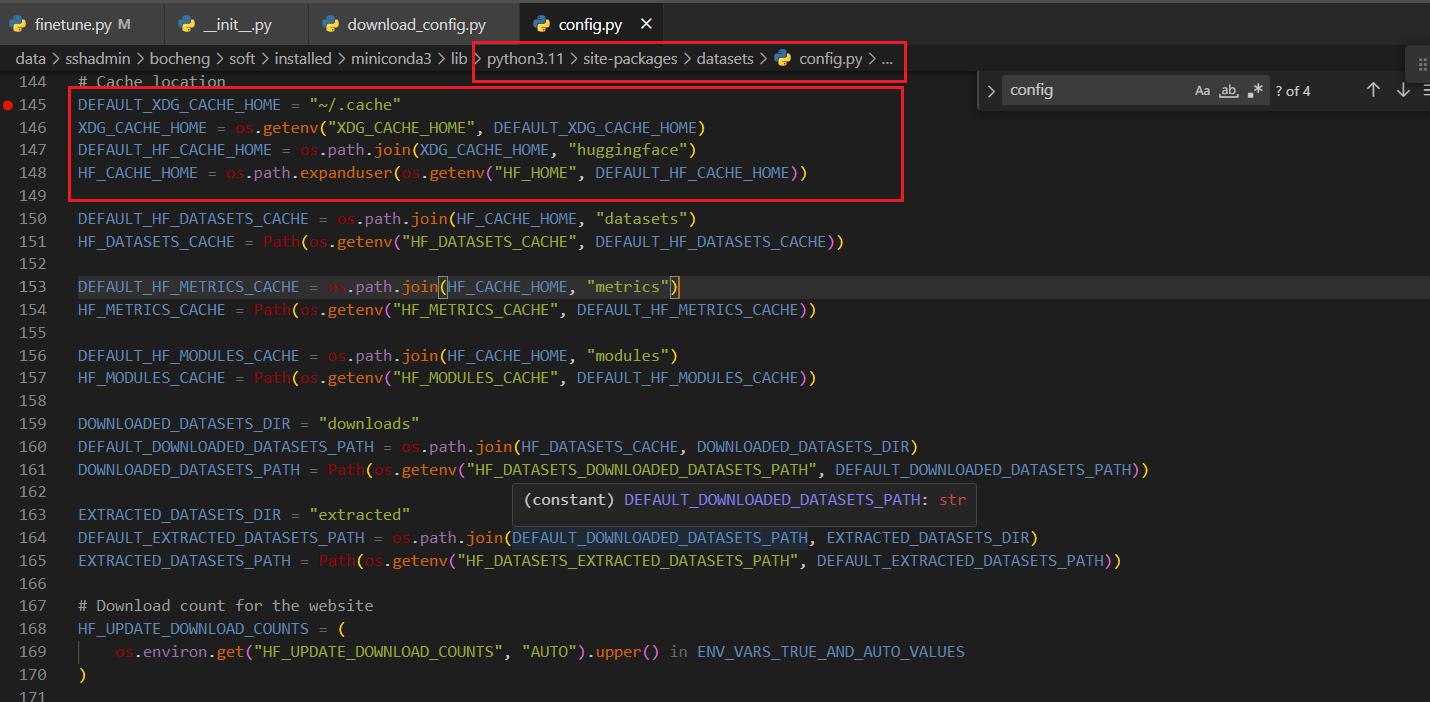 finetune.py M __init__.py download_config.py config.py ×
data > sshadmin > bocheng > soft > installed > miniconda3 > lib > python3.11 > site-packages > datasets > config.py > ...
config Aa ab .* ? of 4
144 # Cache location
145 DEFAULT_XDG_CACHE_HOME = "~/.cache"
146 XDG_CACHE_HOME = os.getenv("XDG_CACHE_HOME", DEFAULT_XDG_CACHE_HOME)
147 DEFAULT_HF_CACHE_HOME = os.path.join(XDG_CACHE_HOME, "huggingface")
148 HF_CACHE_HOME = os.path.expanduser(os.getenv("HF_HOME", DEFAULT_HF_CACHE_HOME))
149
150 DEFAULT_HF_DATASETS_CACHE = os.path.join(HF_CACHE_HOME, "datasets")
151 HF_DATASETS_CACHE = Path(os.getenv("HF_DATASETS_CACHE", DEFAULT_HF_DATASETS_CACHE))
152
153 DEFAULT_HF_METRICS_CACHE = os.path.join(HF_CACHE_HOME, "metrics")
154 HF_METRICS_CACHE = Path(os.getenv("HF_METRICS_CACHE", DEFAULT_HF_METRICS_CACHE))
155
156 DEFAULT_HF_MODULES_CACHE = os.path.join(HF_CACHE_HOME, "modules")
157 HF_MODULES_CACHE = Path(os.getenv("HF_MODULES_CACHE", DEFAULT_HF_MODULES_CACHE))
158
159 DOWNLOADED_DATASETS_DIR = "downloads"
160 DEFAULT_DOWNLOADED_DATASETS_PATH = os.path.join(HF_DATASETS_CACHE, DOWNLOADED_DATASETS_DIR)
161 DOWNLOADED_DATASETS_PATH = Path(os.getenv("HF_DATASETS_DOWNLOADED_DATASETS_PATH", DEFAULT_DOWNLOADED_DATASETS_PATH))
162
(constant) DEFAULT_DOWNLOADED_DATASETS_PATH: str
163 EXTRACTED_DATASETS_DIR = "extracted"
164 DEFAULT_EXTRACTED_DATASETS_PATH = os.path.join(DEFAULT_DOWNLOADED_DATASETS_PATH, EXTRACTED_DATASETS_DIR)
165 EXTRACTED_DATASETS_PATH = Path(os.getenv("HF_DATASETS_EXTRACTED_DATASETS_PATH", DEFAULT_EXTRACTED_DATASETS_PATH))
166
167 # Download count for the website
168 HF_UPDATE_DOWNLOAD_COUNTS = (
169 os.environ.get("HF_UPDATE_DOWNLOAD_COUNTS", "AUTO").upper() in ENV_VARS_TRUE_AND_AUTO_VALUES
170 )
171